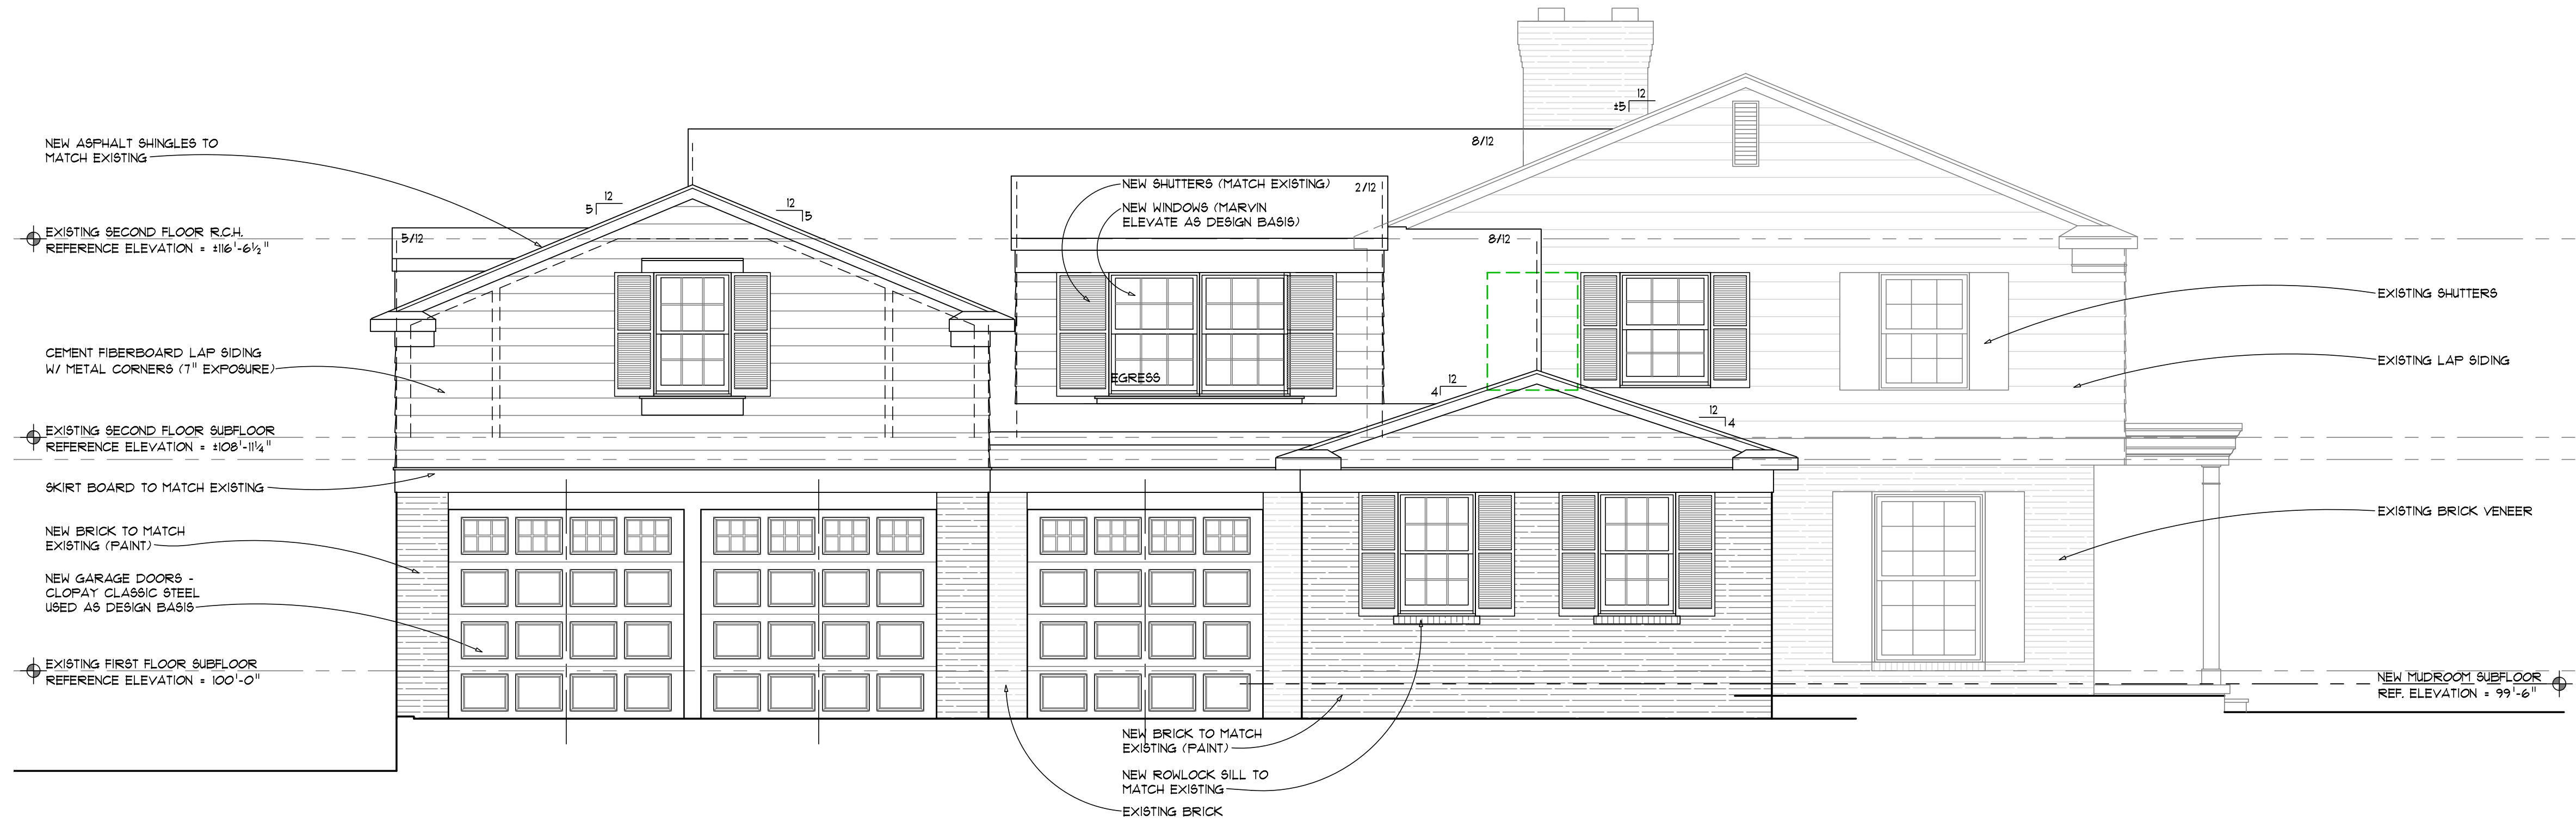 NEW ASPHALT SHINGLES TO
MATCH EXISTING
EXISTING SECOND FLOOR R.C.H.
REFERENCE ELEVATION = ±116'-6½"
CEMENT FIBERBOARD LAP SIDING
W/ METAL CORNERS (7" EXPOSURE)
EXISTING SECOND FLOOR SUBFLOOR
REFERENCE ELEVATION = ±108'-11¼"
SKIRT BOARD TO MATCH EXISTING
NEW BRICK TO MATCH
EXISTING (PAINT)
NEW GARAGE DOORS -
CLOPAY CLASSIC STEEL
USED AS DESIGN BASIS
EXISTING FIRST FLOOR SUBFLOOR
REFERENCE ELEVATION = 100'-0"
5/12
12
5
12
5
NEW SHUTTERS (MATCH EXISTING)
NEW WINDOWS (MARVIN
ELEVATE AS DESIGN BASIS)
2/12
EGRESS
8/12
12
±5
8/12
12
4
12
4
NEW BRICK TO MATCH
EXISTING (PAINT)
NEW ROWLOCK SILL TO
MATCH EXISTING
EXISTING BRICK
EXISTING SHUTTERS
EXISTING LAP SIDING
EXISTING BRICK VENEER
NEW MUDROOM SUBFLOOR
REF. ELEVATION = 99'-6"